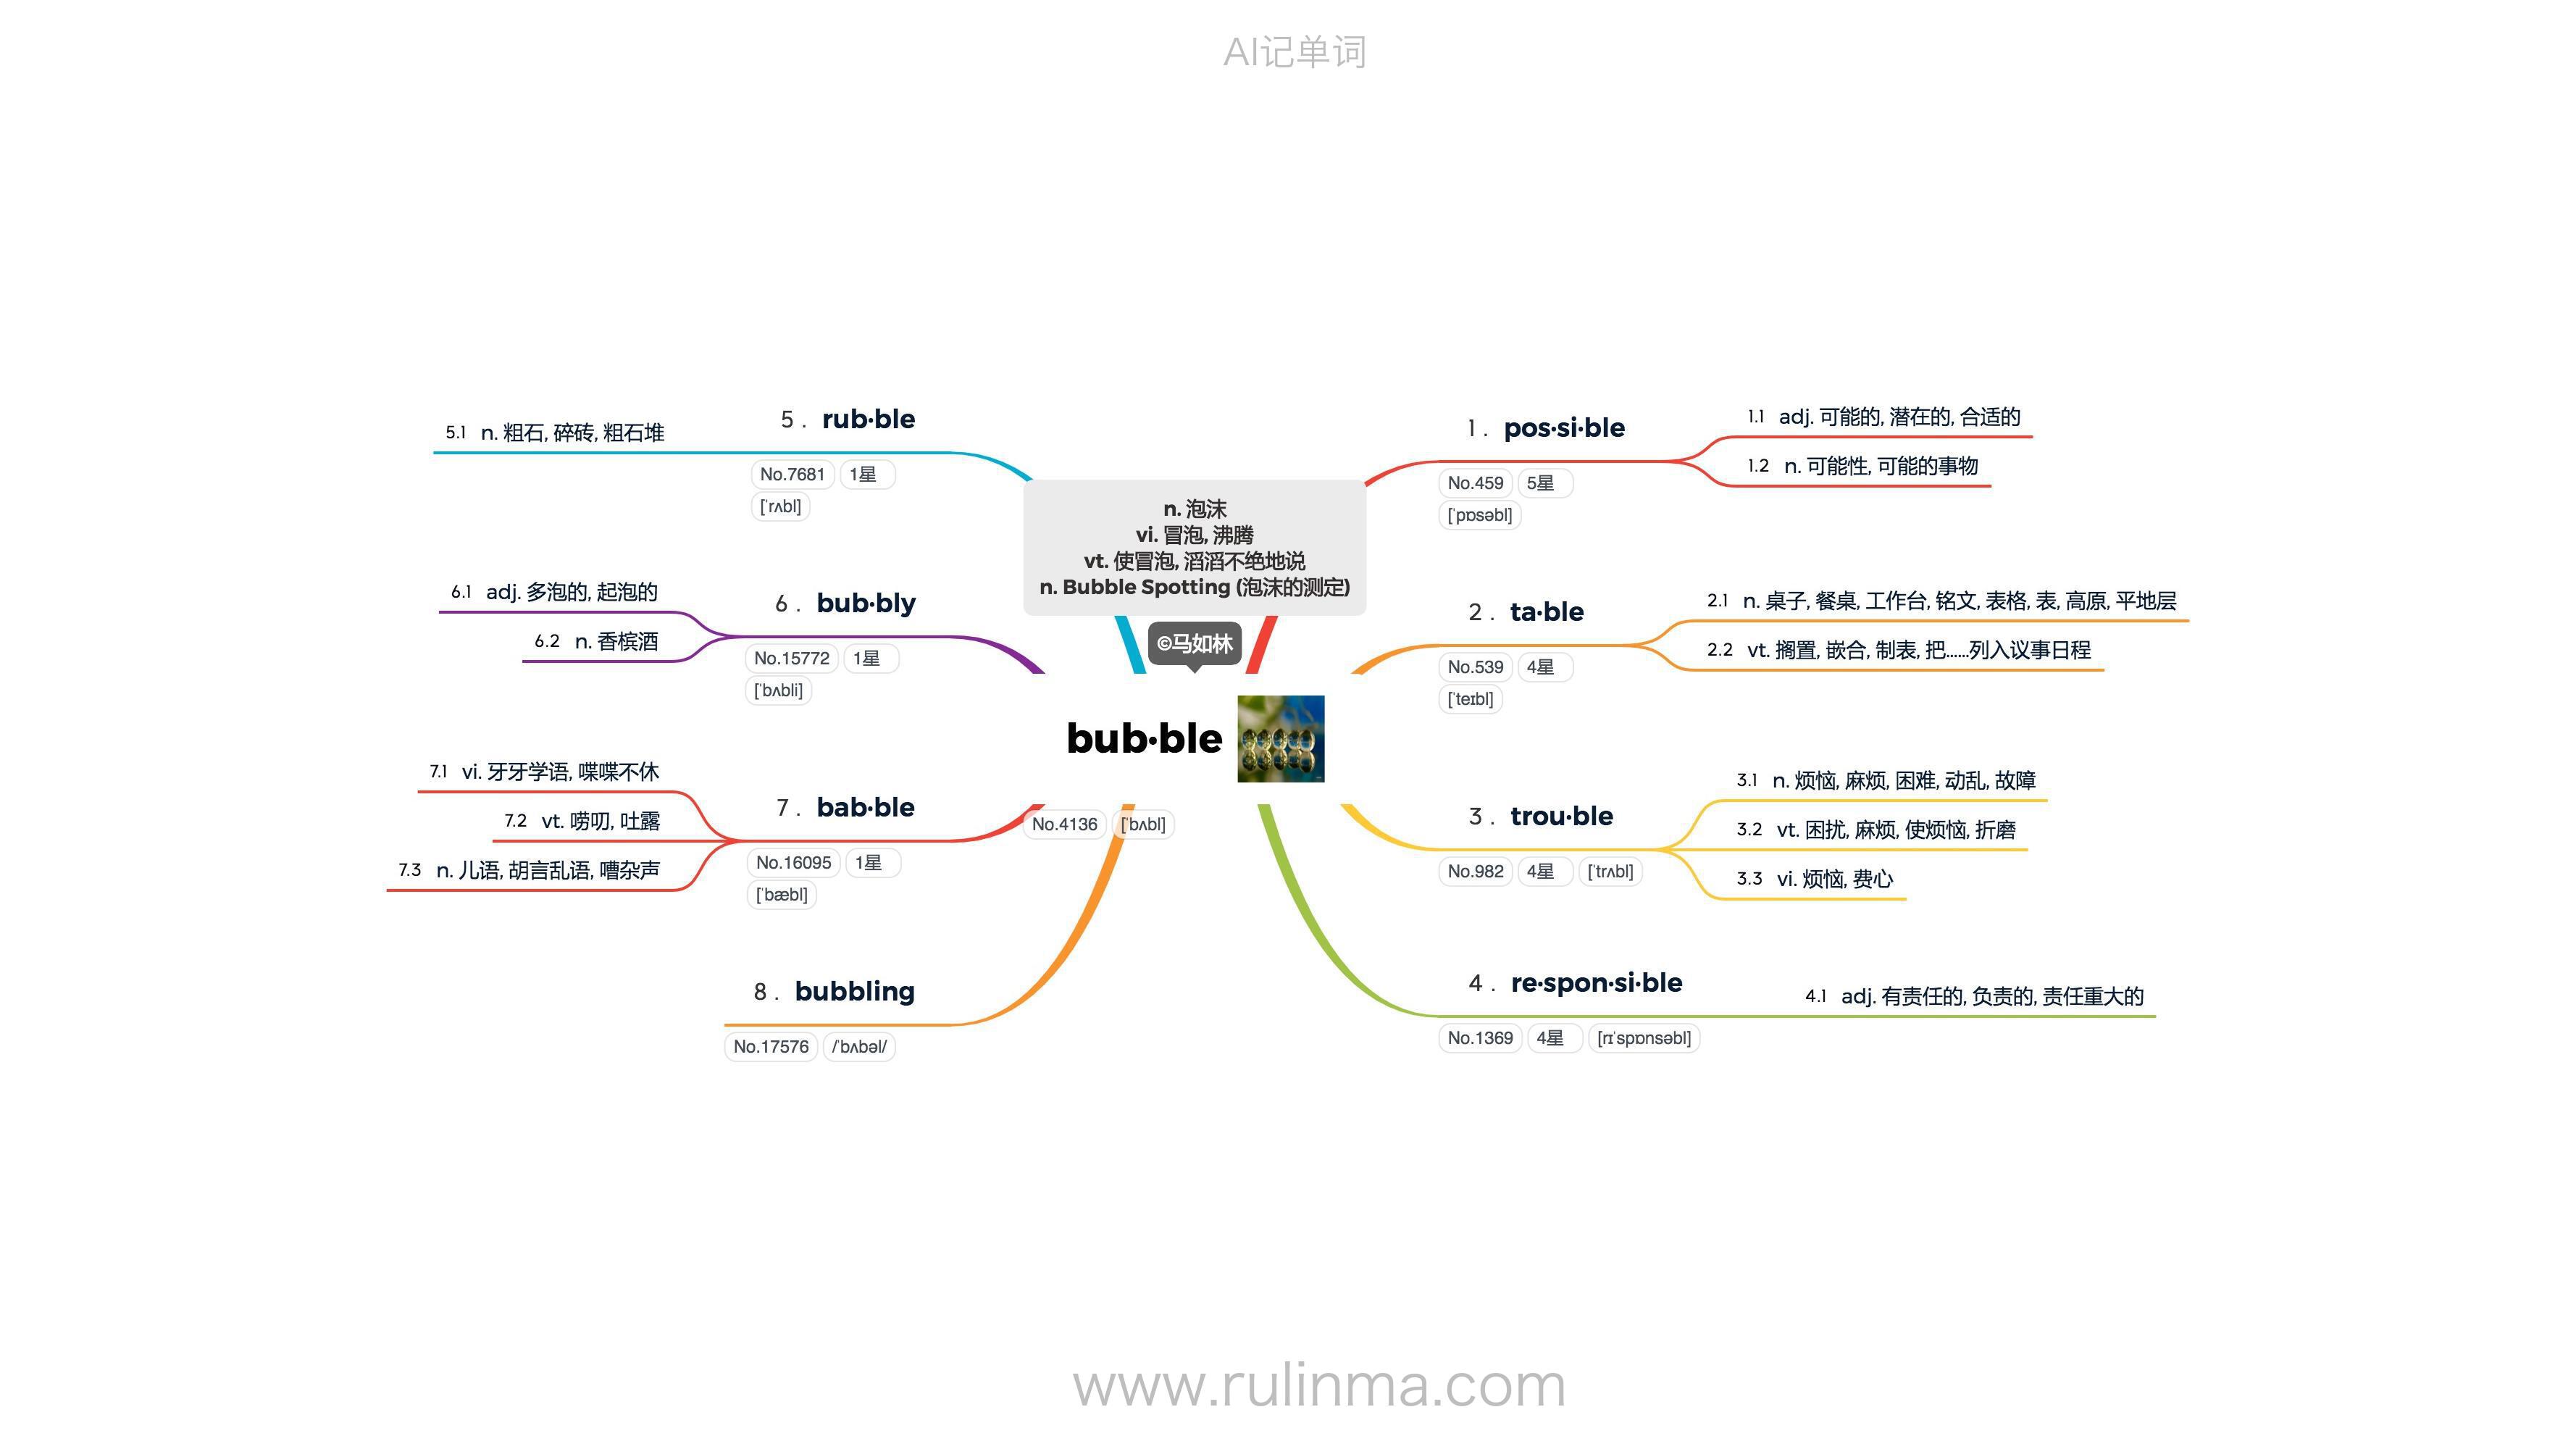 AI记单词
n. 泡沫
vi. 冒泡, 沸腾
vt. 使冒泡, 滔滔不绝地说
n. Bubble Spotting (泡沫的测定)
©马如林
bub·ble
No.4136 [ˈbʌbl]
1 . pos·si·ble
No.459 5星
[ˈpɒsəbl]
1.1 adj. 可能的, 潜在的, 合适的
1.2 n. 可能性, 可能的事物
2 . ta·ble
No.539 4星
[ˈteɪbl]
2.1 n. 桌子, 餐桌, 工作台, 铭文, 表格, 表, 高原, 平地层
2.2 vt. 搁置, 嵌合, 制表, 把……列入议事日程
3 . trou·ble
No.982 4星 [ˈtrʌbl]
3.1 n. 烦恼, 麻烦, 困难, 动乱, 故障
3.2 vt. 困扰, 麻烦, 使烦恼, 折磨
3.3 vi. 烦恼, 费心
4 . re·spon·si·ble
No.1369 4星 [rɪˈspɒnsəbl]
4.1 adj. 有责任的, 负责的, 责任重大的
5 . rub·ble
No.7681 1星
[ˈrʌbl]
5.1 n. 粗石, 碎砖, 粗石堆
6 . bub·bly
No.15772 1星
[ˈbʌbli]
6.1 adj. 多泡的, 起泡的
6.2 n. 香槟酒
7 . bab·ble
No.16095 1星
[ˈbæbl]
7.1 vi. 牙牙学语, 喋喋不休
7.2 vt. 唠叨, 吐露
7.3 n. 儿语, 胡言乱语, 嘈杂声
8 . bubbling
No.17576 /ˈbʌbəl/
www.rulinma.com